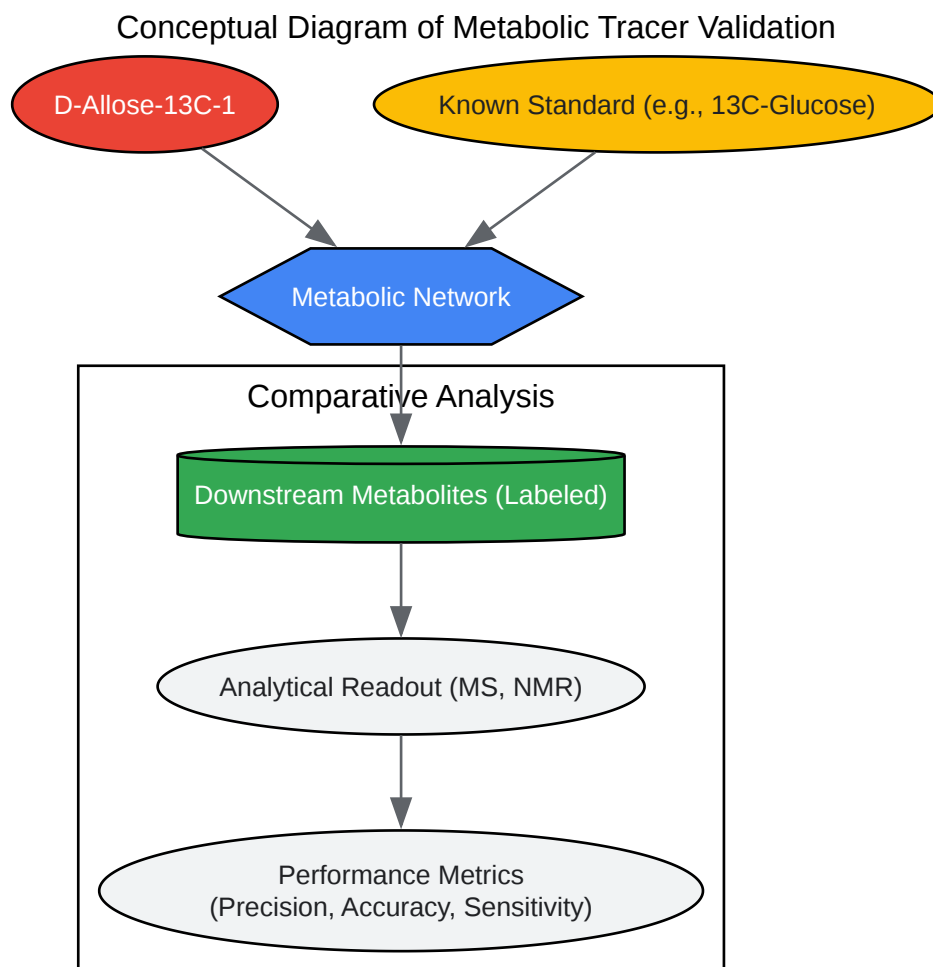 Conceptual Diagram of Metabolic Tracer Validation
D-Allose-13C-1
Known Standard (e.g., 13C-Glucose)
Metabolic Network
Comparative Analysis
Downstream Metabolites (Labeled)
Analytical Readout (MS, NMR)
Performance Metrics
(Precision, Accuracy, Sensitivity)